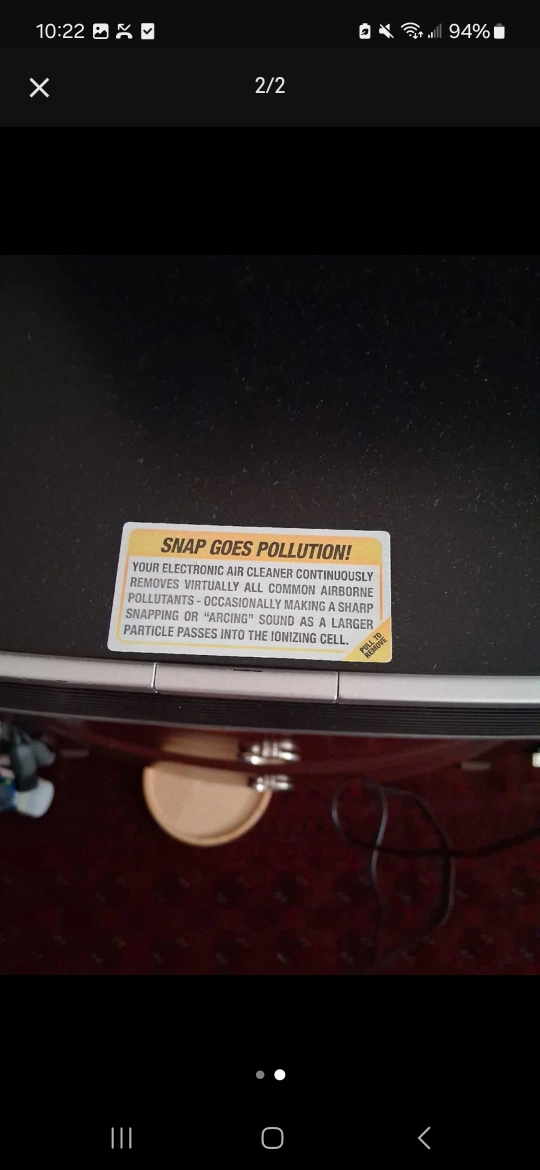 10:22
94%
2/2
SNAP GOES POLLUTION!
YOUR ELECTRONIC AIR CLEANER CONTINUOUSLY
REMOVES VIRTUALLY ALL COMMON AIRBORNE
POLLUTANTS - OCCASIONALLY MAKING A SHARP
SNAPPING OR "ARCING" SOUND AS A LARGER
PARTICLE PASSES INTO THE IONIZING CELL.
PULL TO
REMOVE